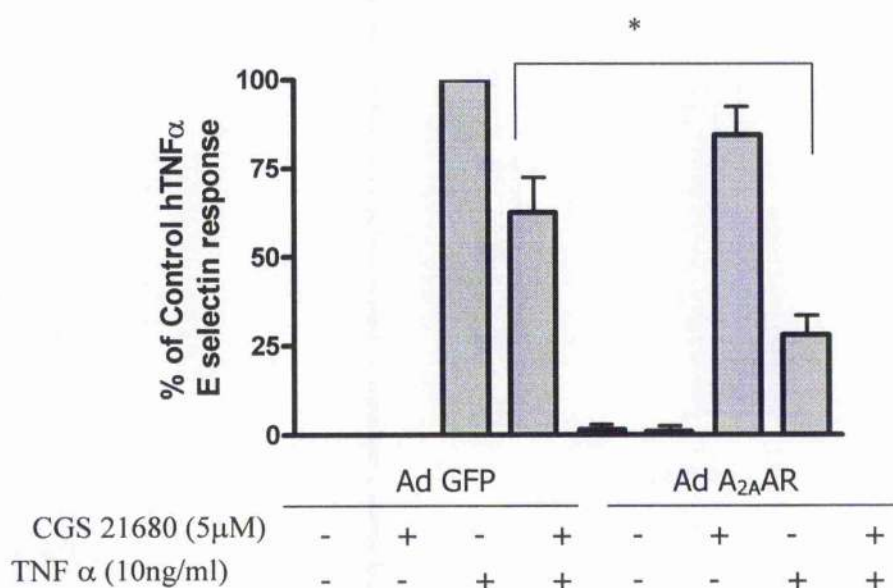 *
100
75
50
25
0
% of Control hTNFα
E selectin response
Ad GFP Ad A₂ₐAR
CGS 21680 (5µM) - + - + - + - +
TNF α (10ng/ml) - - + + - - + +